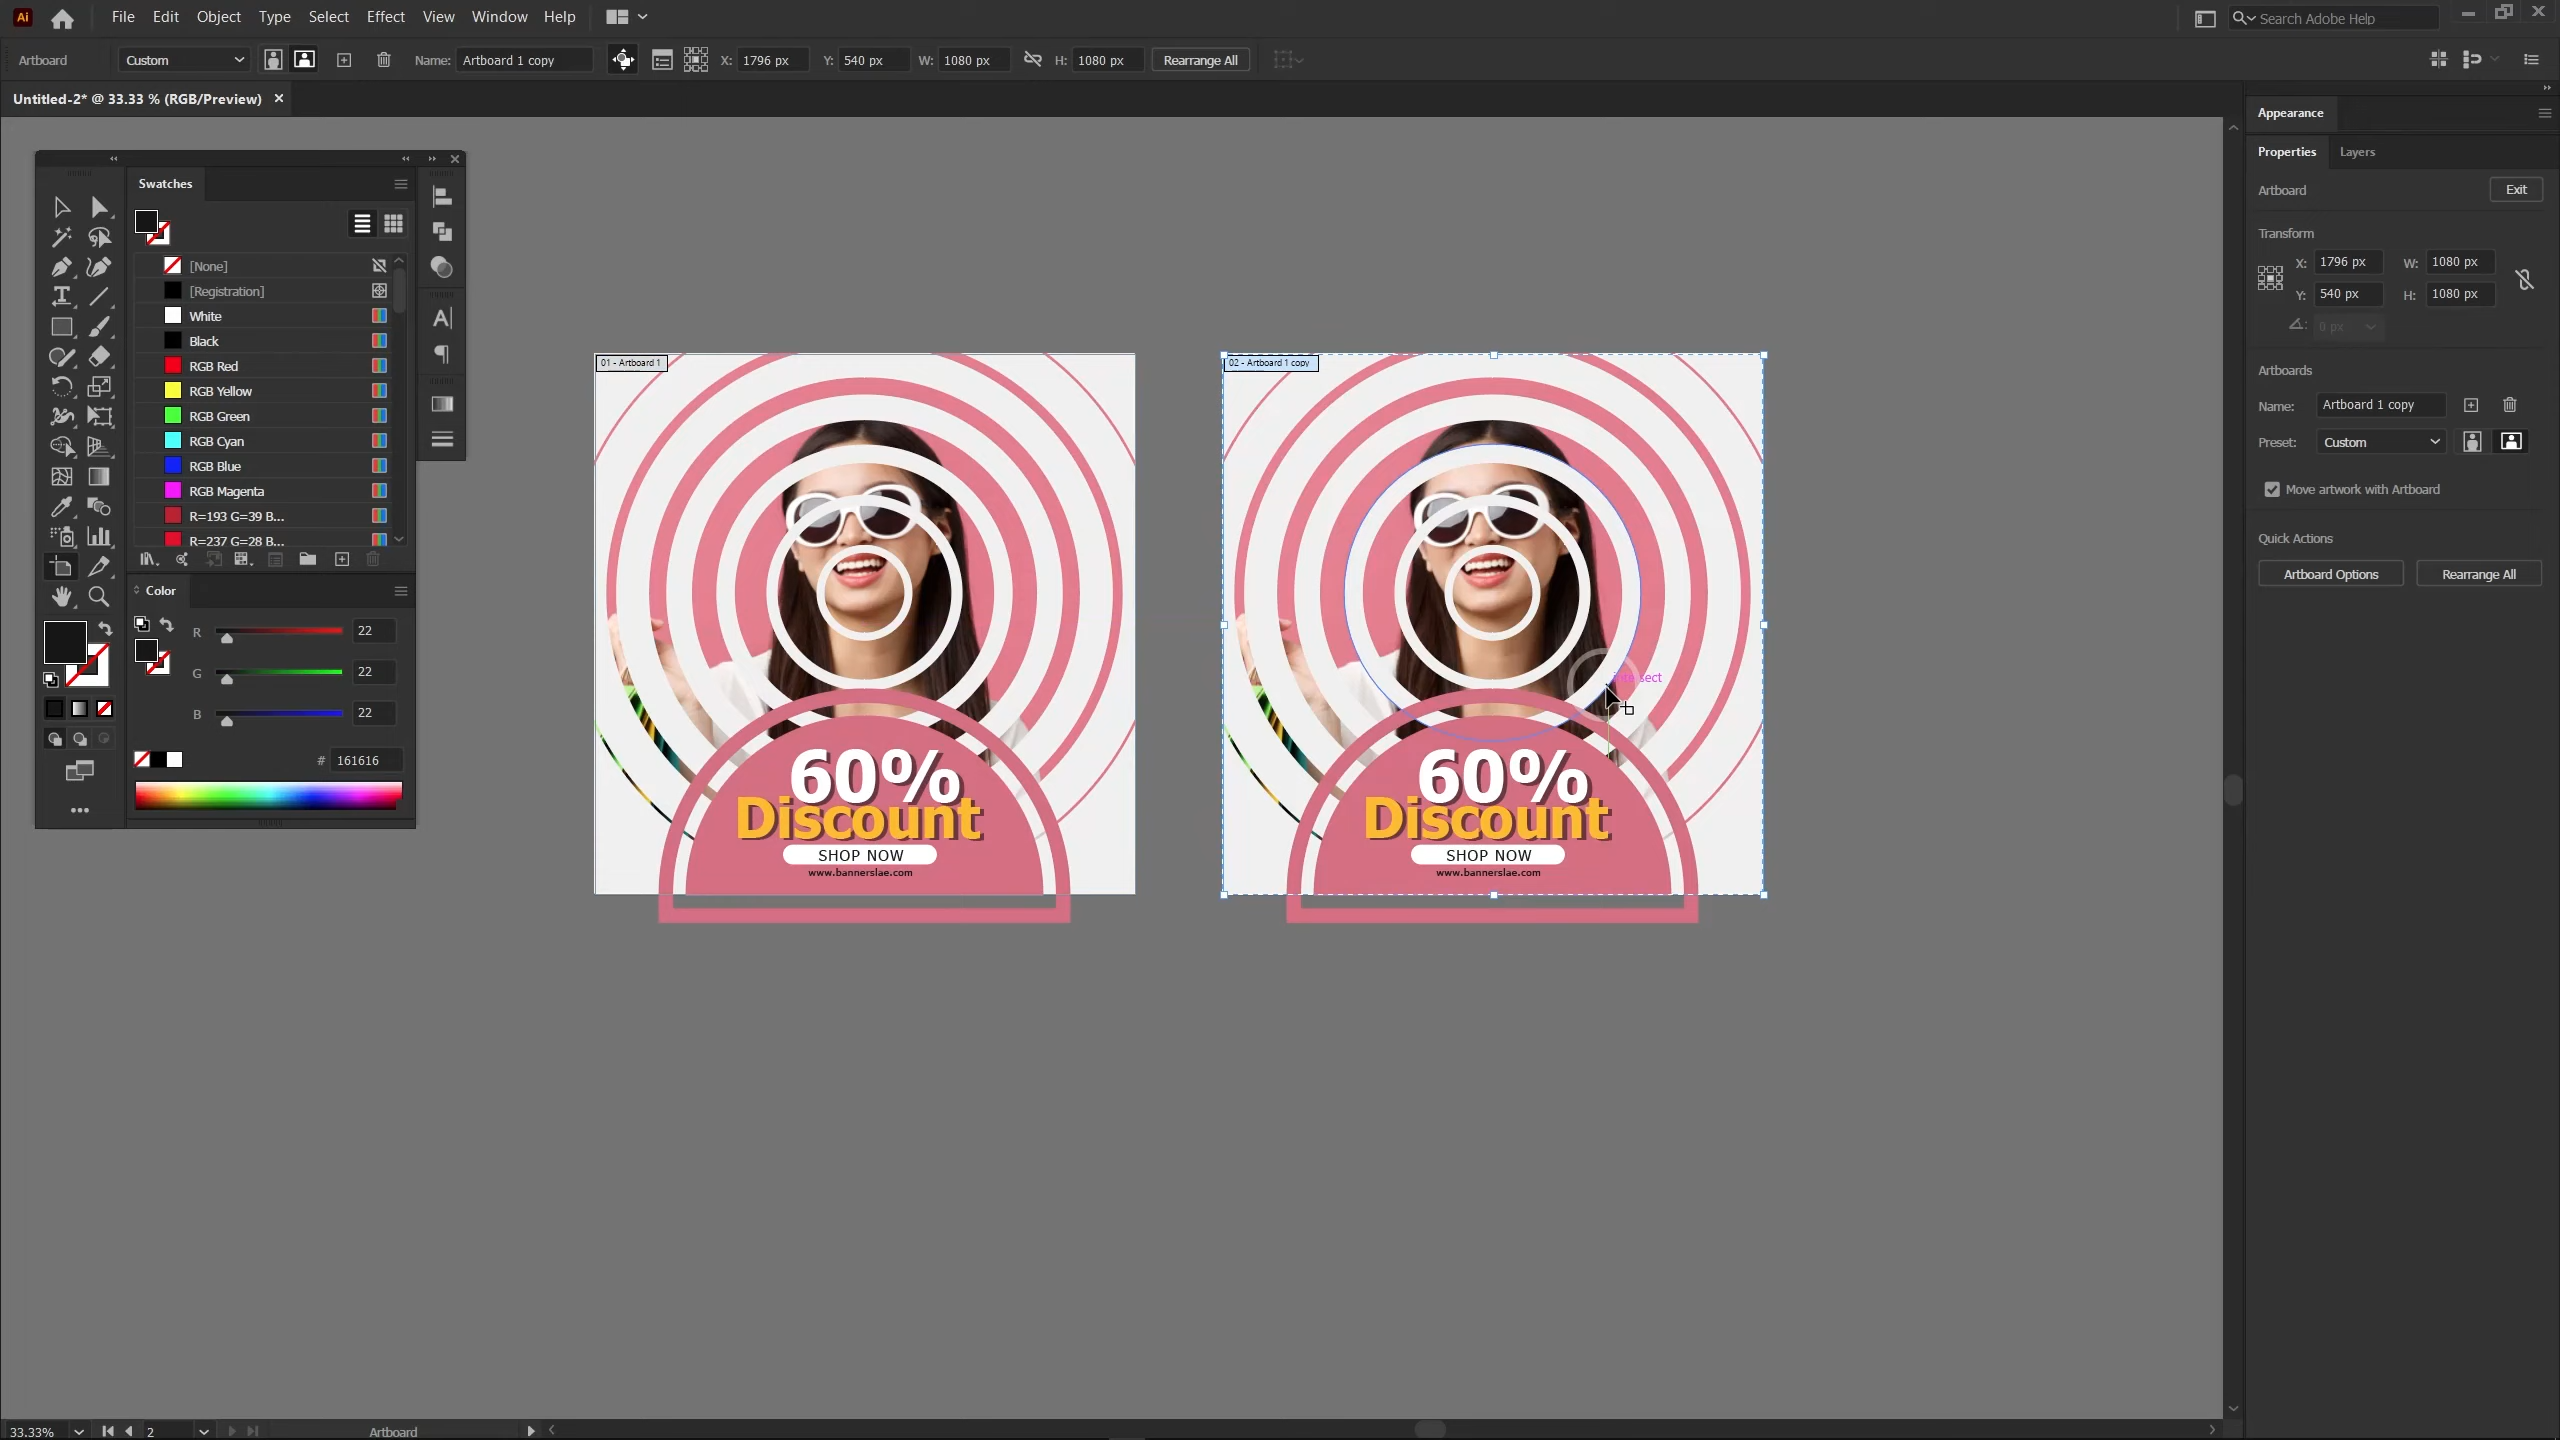 Ai File Edit Object Type Select Effect View Window Help Search Adobe Help
Artboard Custom Name: Artboard 1 copy X: 1796 px Y: 540 px W: 1080 px H: 1080 px Rearrange All
Untitled-2* @ 33.33 % (RGB/Preview)
Swatches
[None]
[Registration]
White
Black
RGB Red
RGB Yellow
RGB Green
RGB Cyan
RGB Blue
RGB Magenta
R=193 G=39 B...
R=237 G=28 B...
Color
R 22
G 22
B 22
# 161616
01 - Artboard 1
60%
Discount
SHOP NOW
www.bannerslae.com
02 - Artboard 1 copy
60%
Discount
SHOP NOW
www.bannerslae.com
Appearance
Properties Layers
Artboard Exit
Transform
X: 1796 px W: 1080 px
Y: 540 px H: 1080 px
0 px
Artboards
Name: Artboard 1 copy
Preset: Custom
Move artwork with Artboard
Quick Actions
Artboard Options Rearrange All
33.33% 2 Artboard